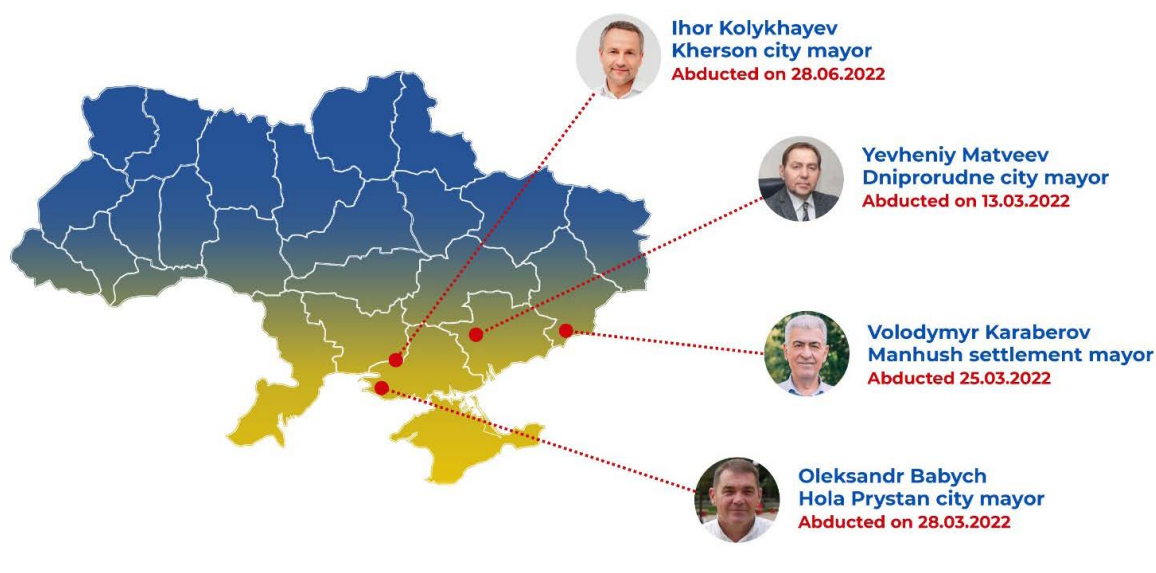 Ihor Kolykhayev
Kherson city mayor
Abducted on 28.06.2022
Yevheniy Matveev
Dniprorudne city mayor
Abducted on 13.03.2022
Volodymyr Karaberov
Manhush settlement mayor
Abducted 25.03.2022
Oleksandr Babych
Hola Prystan city mayor
Abducted on 28.03.2022